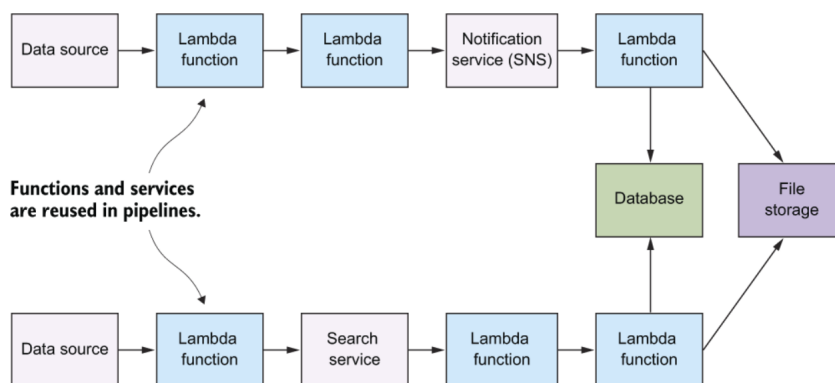 Data source
Lambda
function
Lambda
function
Notification
service (SNS)
Lambda
function
Functions and services
are reused in pipelines.
Database
File
storage
Data source
Lambda
function
Search
service
Lambda
function
Lambda
function